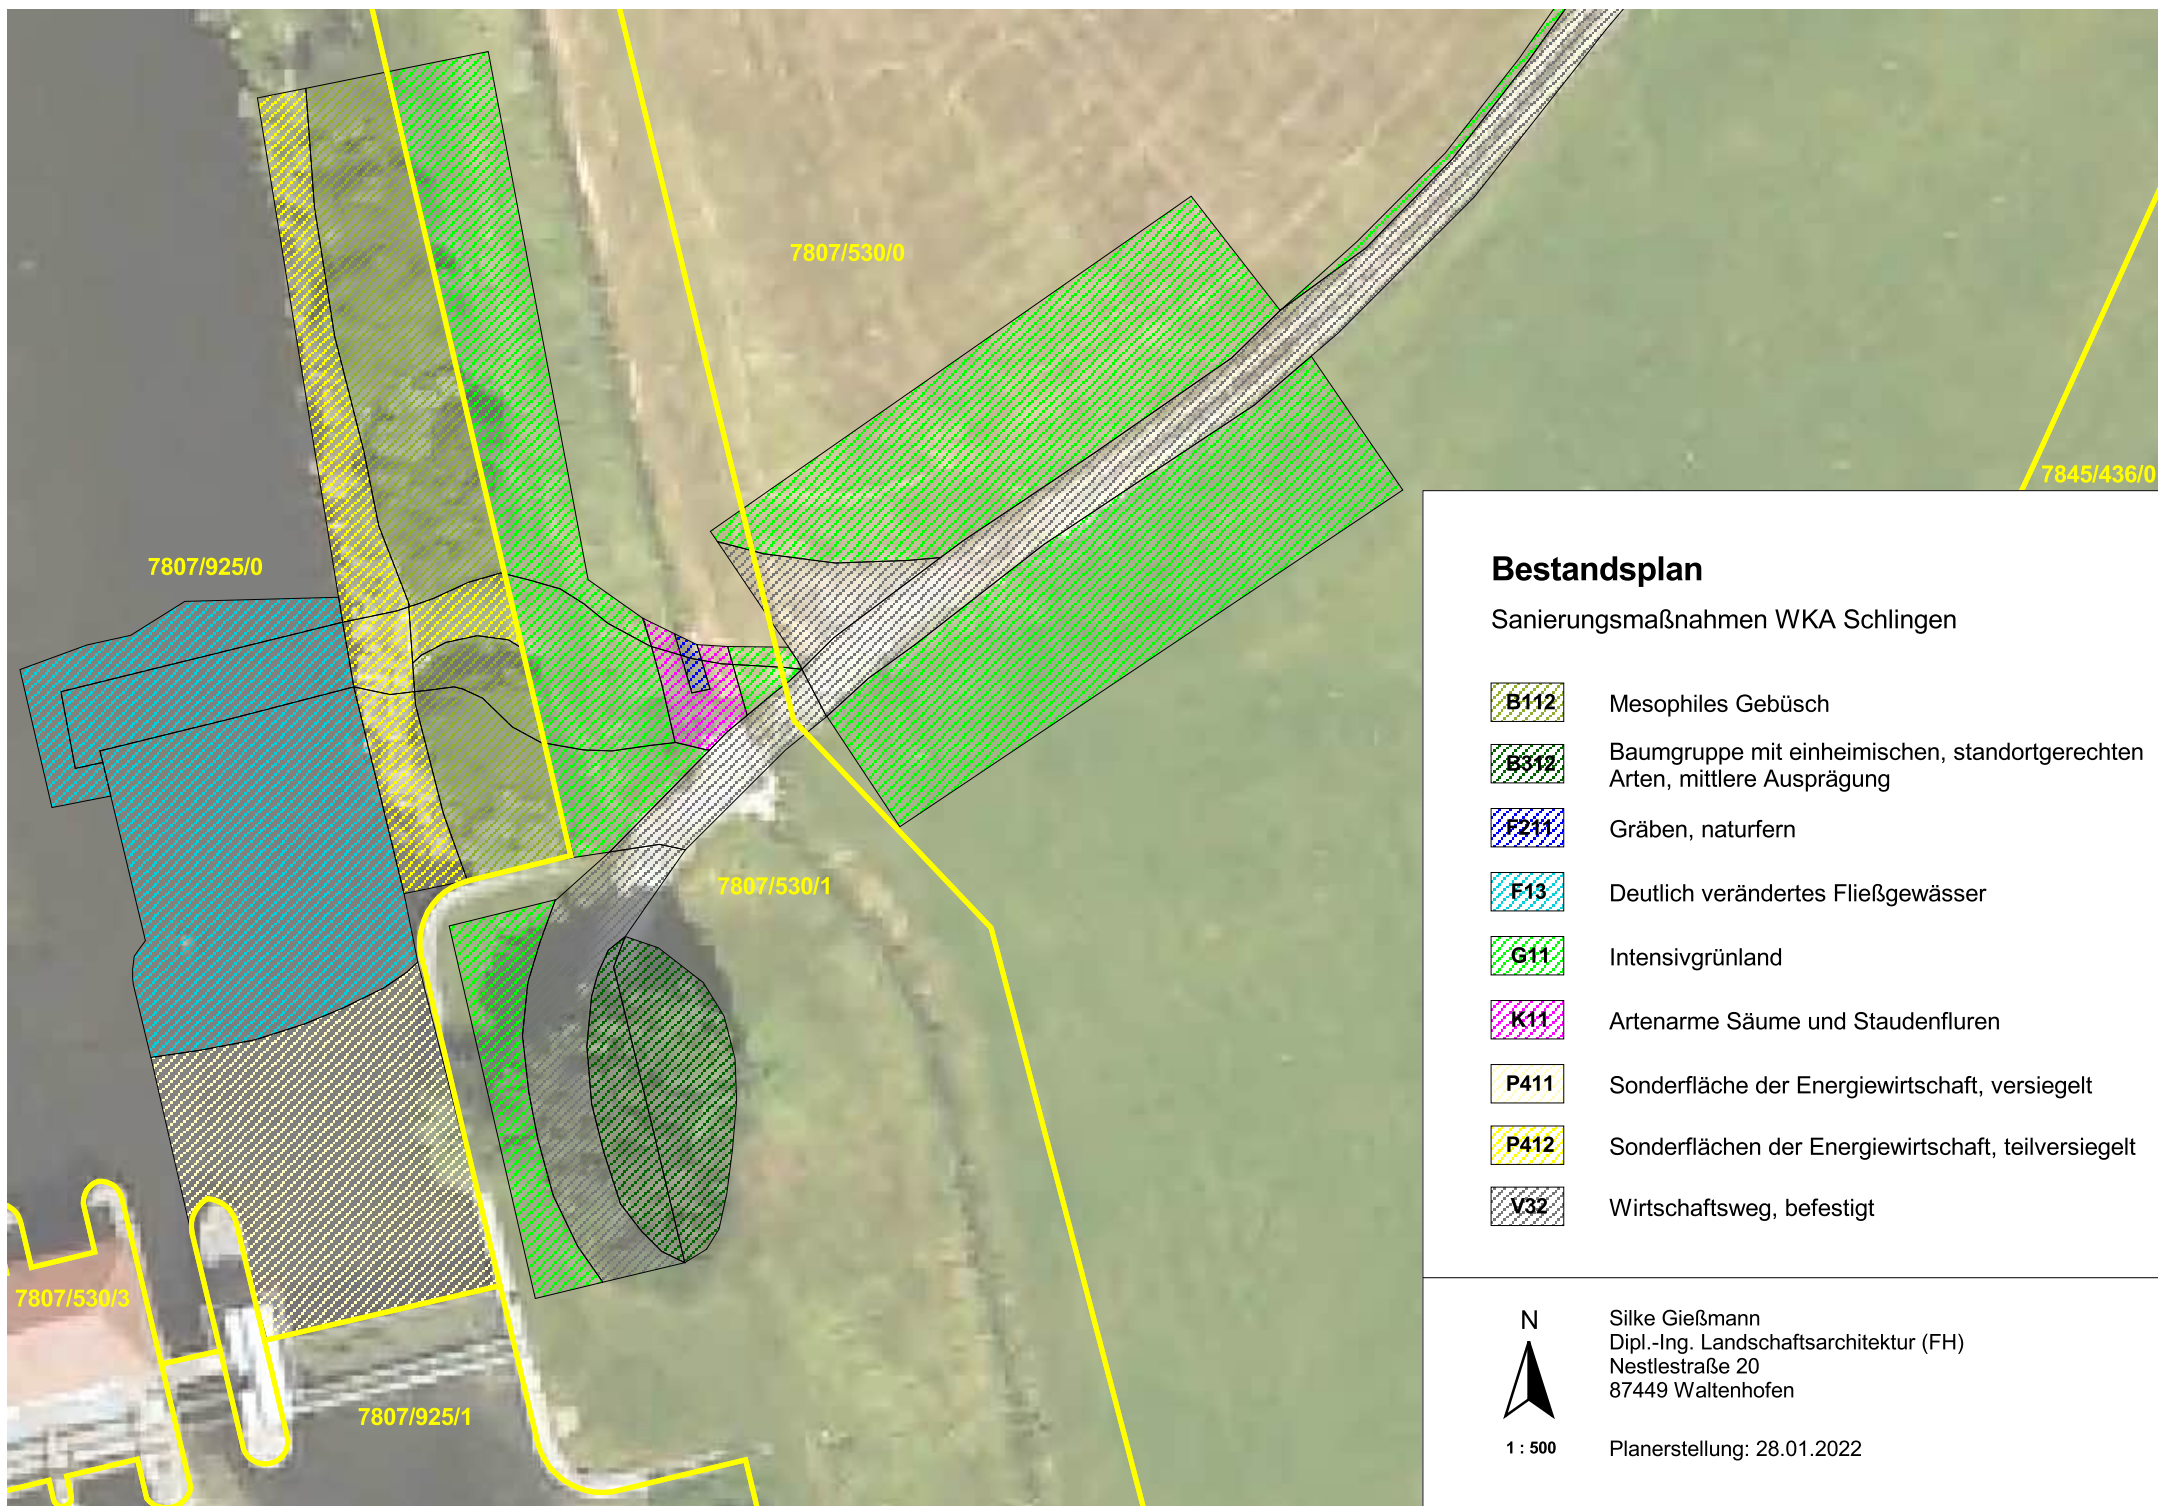 7807/530/0
7845/436/0
7807/925/0
7807/530/1
7807/530/3
7807/925/1
Bestandsplan
Sanierungsmaßnahmen WKA Schlingen
B112 Mesophiles Gebüsch
B312 Baumgruppe mit einheimischen, standortgerechten
Arten, mittlere Ausprägung
F211 Gräben, naturfern
F13 Deutlich verändertes Fließgewässer
G11 Intensivgrünland
K11 Artenarme Säume und Staudenfluren
P411 Sonderfläche der Energiewirtschaft, versiegelt
P412 Sonderflächen der Energiewirtschaft, teilversiegelt
V32 Wirtschaftsweg, befestigt
N
Silke Gießmann
Dipl.-Ing. Landschaftsarchitektur (FH)
Nestlestraße 20
87449 Waltenhofen
1 : 500
Planerstellung: 28.01.2022